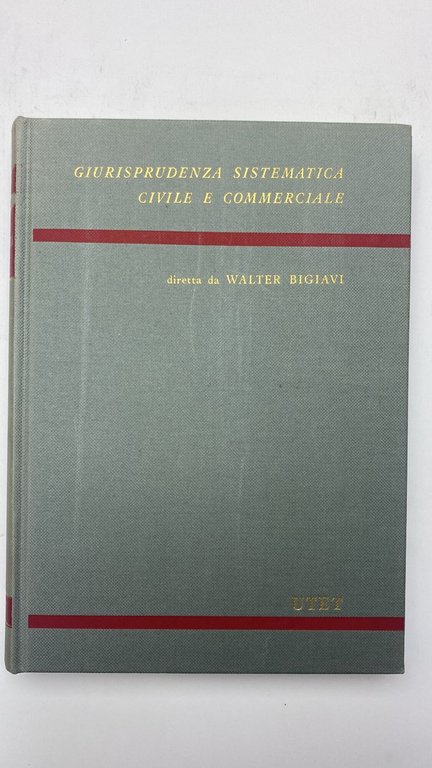 GIURISPRUDENZA SISTEMATICA
CIVILE E COMMERCIALE
diretta da WALTER BIGIAVI
UTET